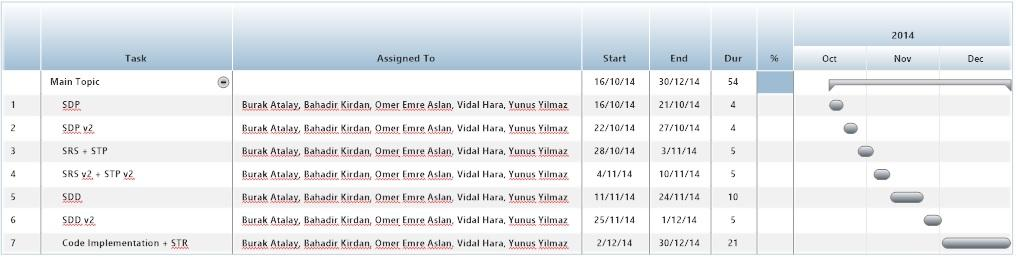 2014
Task Assigned To Start End Dur % Oct Nov Dec
Main Topic 16/10/14 30/12/14 54
1 SDP Burak Atalay, Bahadir Kirdan, Omer Emre Aslan, Vidal Hara, Yunus Yilmaz 16/10/14 21/10/14 4
2 SDP v2 Burak Atalay, Bahadir Kirdan, Omer Emre Aslan, Vidal Hara, Yunus Yilmaz 22/10/14 27/10/14 4
3 SRS + STP Burak Atalay, Bahadir Kirdan, Omer Emre Aslan, Vidal Hara, Yunus Yilmaz 28/10/14 3/11/14 5
4 SRS v2 + STP v2 Burak Atalay, Bahadir Kirdan, Omer Emre Aslan, Vidal Hara, Yunus Yilmaz 4/11/14 10/11/14 5
5 SDD Burak Atalay, Bahadir Kirdan, Omer Emre Aslan, Vidal Hara, Yunus Yilmaz 11/11/14 24/11/14 10
6 SDD v2 Burak Atalay, Bahadir Kirdan, Omer Emre Aslan, Vidal Hara, Yunus Yilmaz 25/11/14 1/12/14 5
7 Code Implementation + STR Burak Atalay, Bahadir Kirdan, Omer Emre Aslan, Vidal Hara, Yunus Yilmaz 2/12/14 30/12/14 21